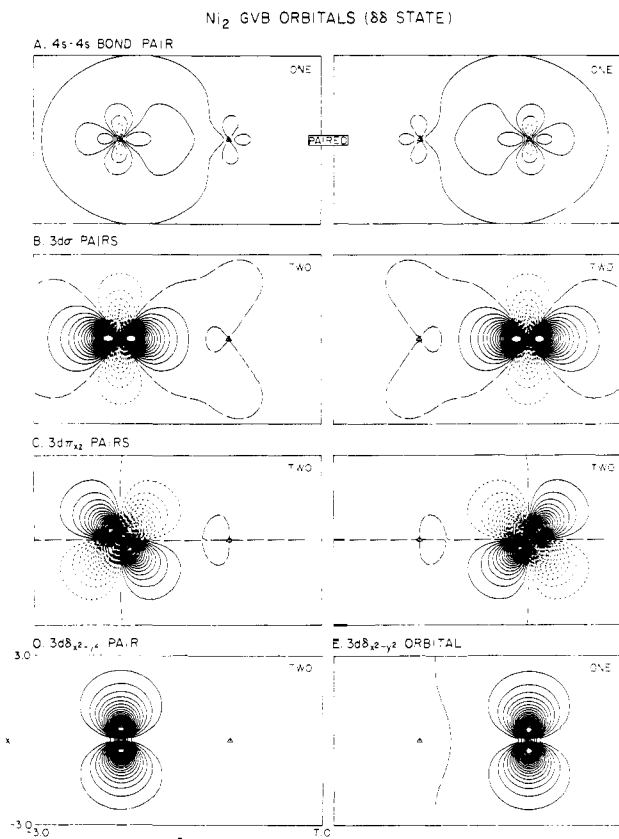 Ni2 GVB ORBITALS (δδ STATE)
A. 4s-4s BOND PAIR
ONE
ONE
PAIRED
B. 3dσ PAIRS
TWO
TWO
C. 3dπxz PAIRS
TWO
TWO
D. 3dδx²-y² PAIR
E. 3dδx²-y² ORBITAL
3.0
TWO
ONE
x
-3.0
-3.0
7.0